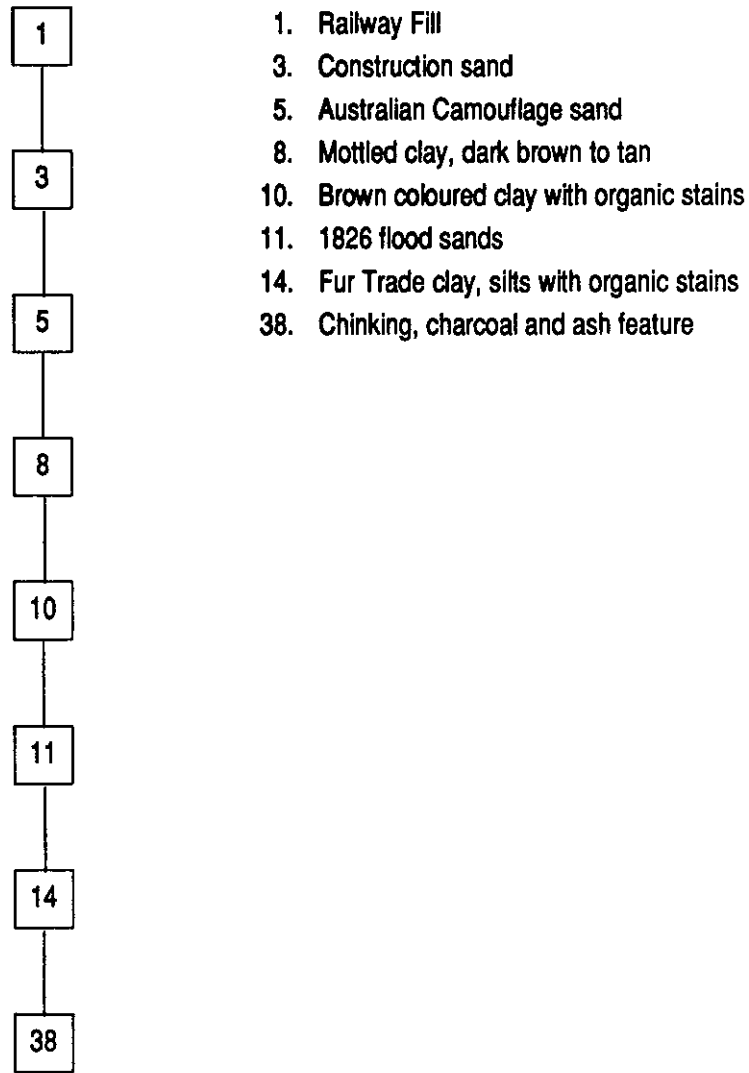 1
3
5
8
10
11
14
38
1. Railway Fill
3. Construction sand
5. Australian Camouflage sand
8. Mottled clay, dark brown to tan
10. Brown coloured clay with organic stains
11. 1826 flood sands
14. Fur Trade clay, silts with organic stains
38. Chinking, charcoal and ash feature